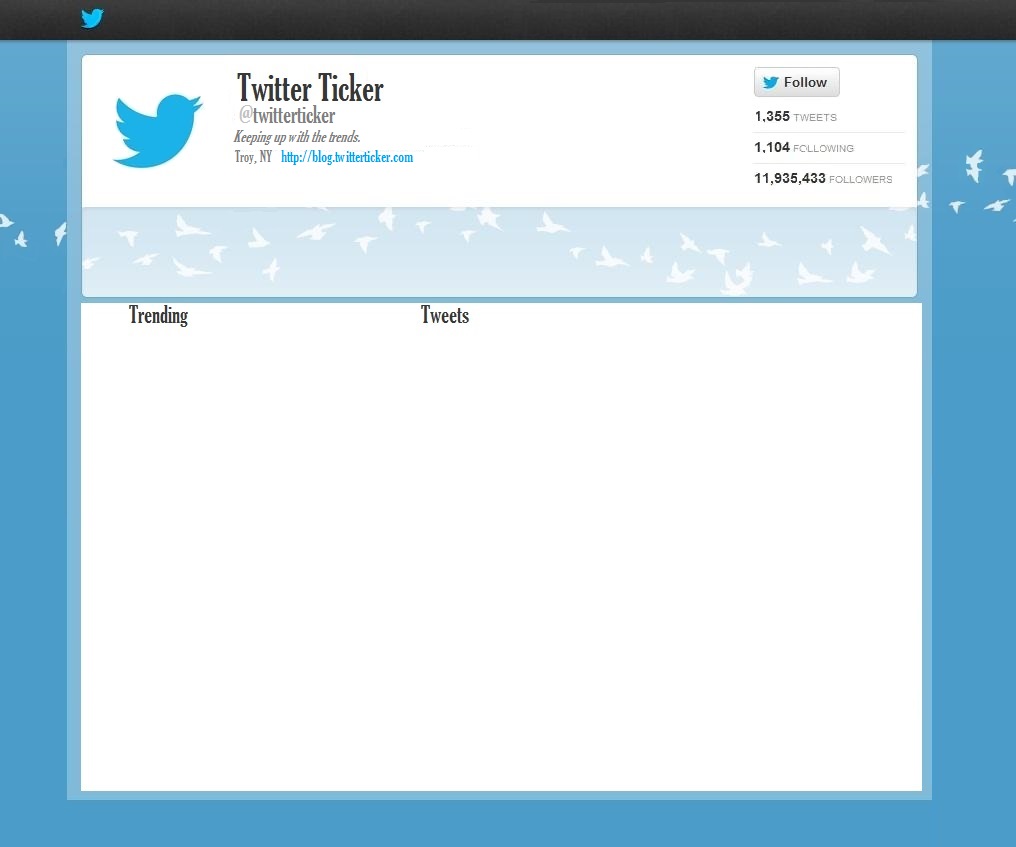 Twitter Ticker
@twitterticker
Keeping up with the trends.
Troy, NY http://blog.twitterticker.com
Follow
1,355 TWEETS
1,104 FOLLOWING
11,935,433 FOLLOWERS
Trending
Tweets